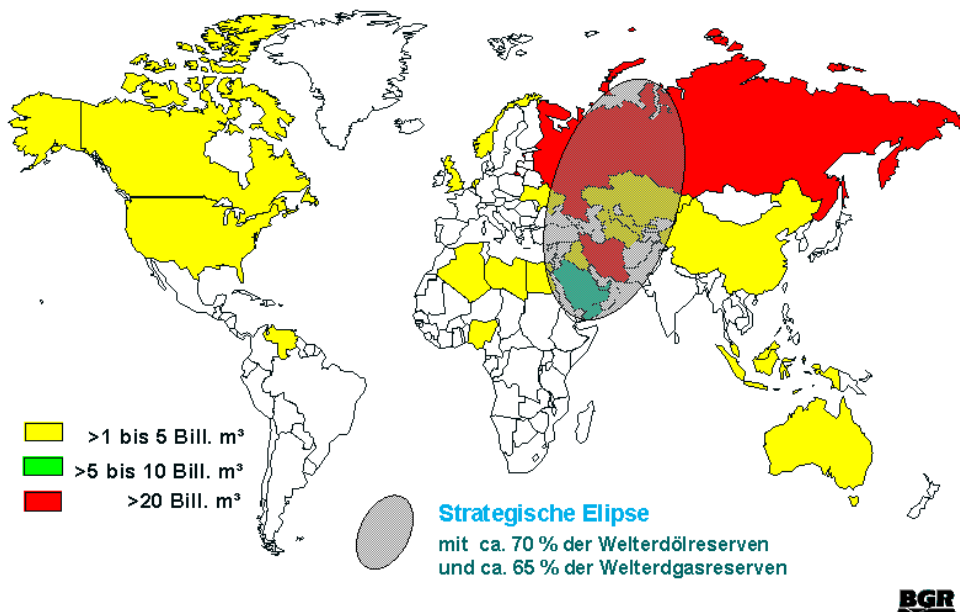 >1 bis 5 Bill. m³
>5 bis 10 Bill. m³
>20 Bill. m³
Strategische Elipse
mit ca. 70 % der Welterdölreserven
und ca. 65 % der Welterdgasreserven
BGR